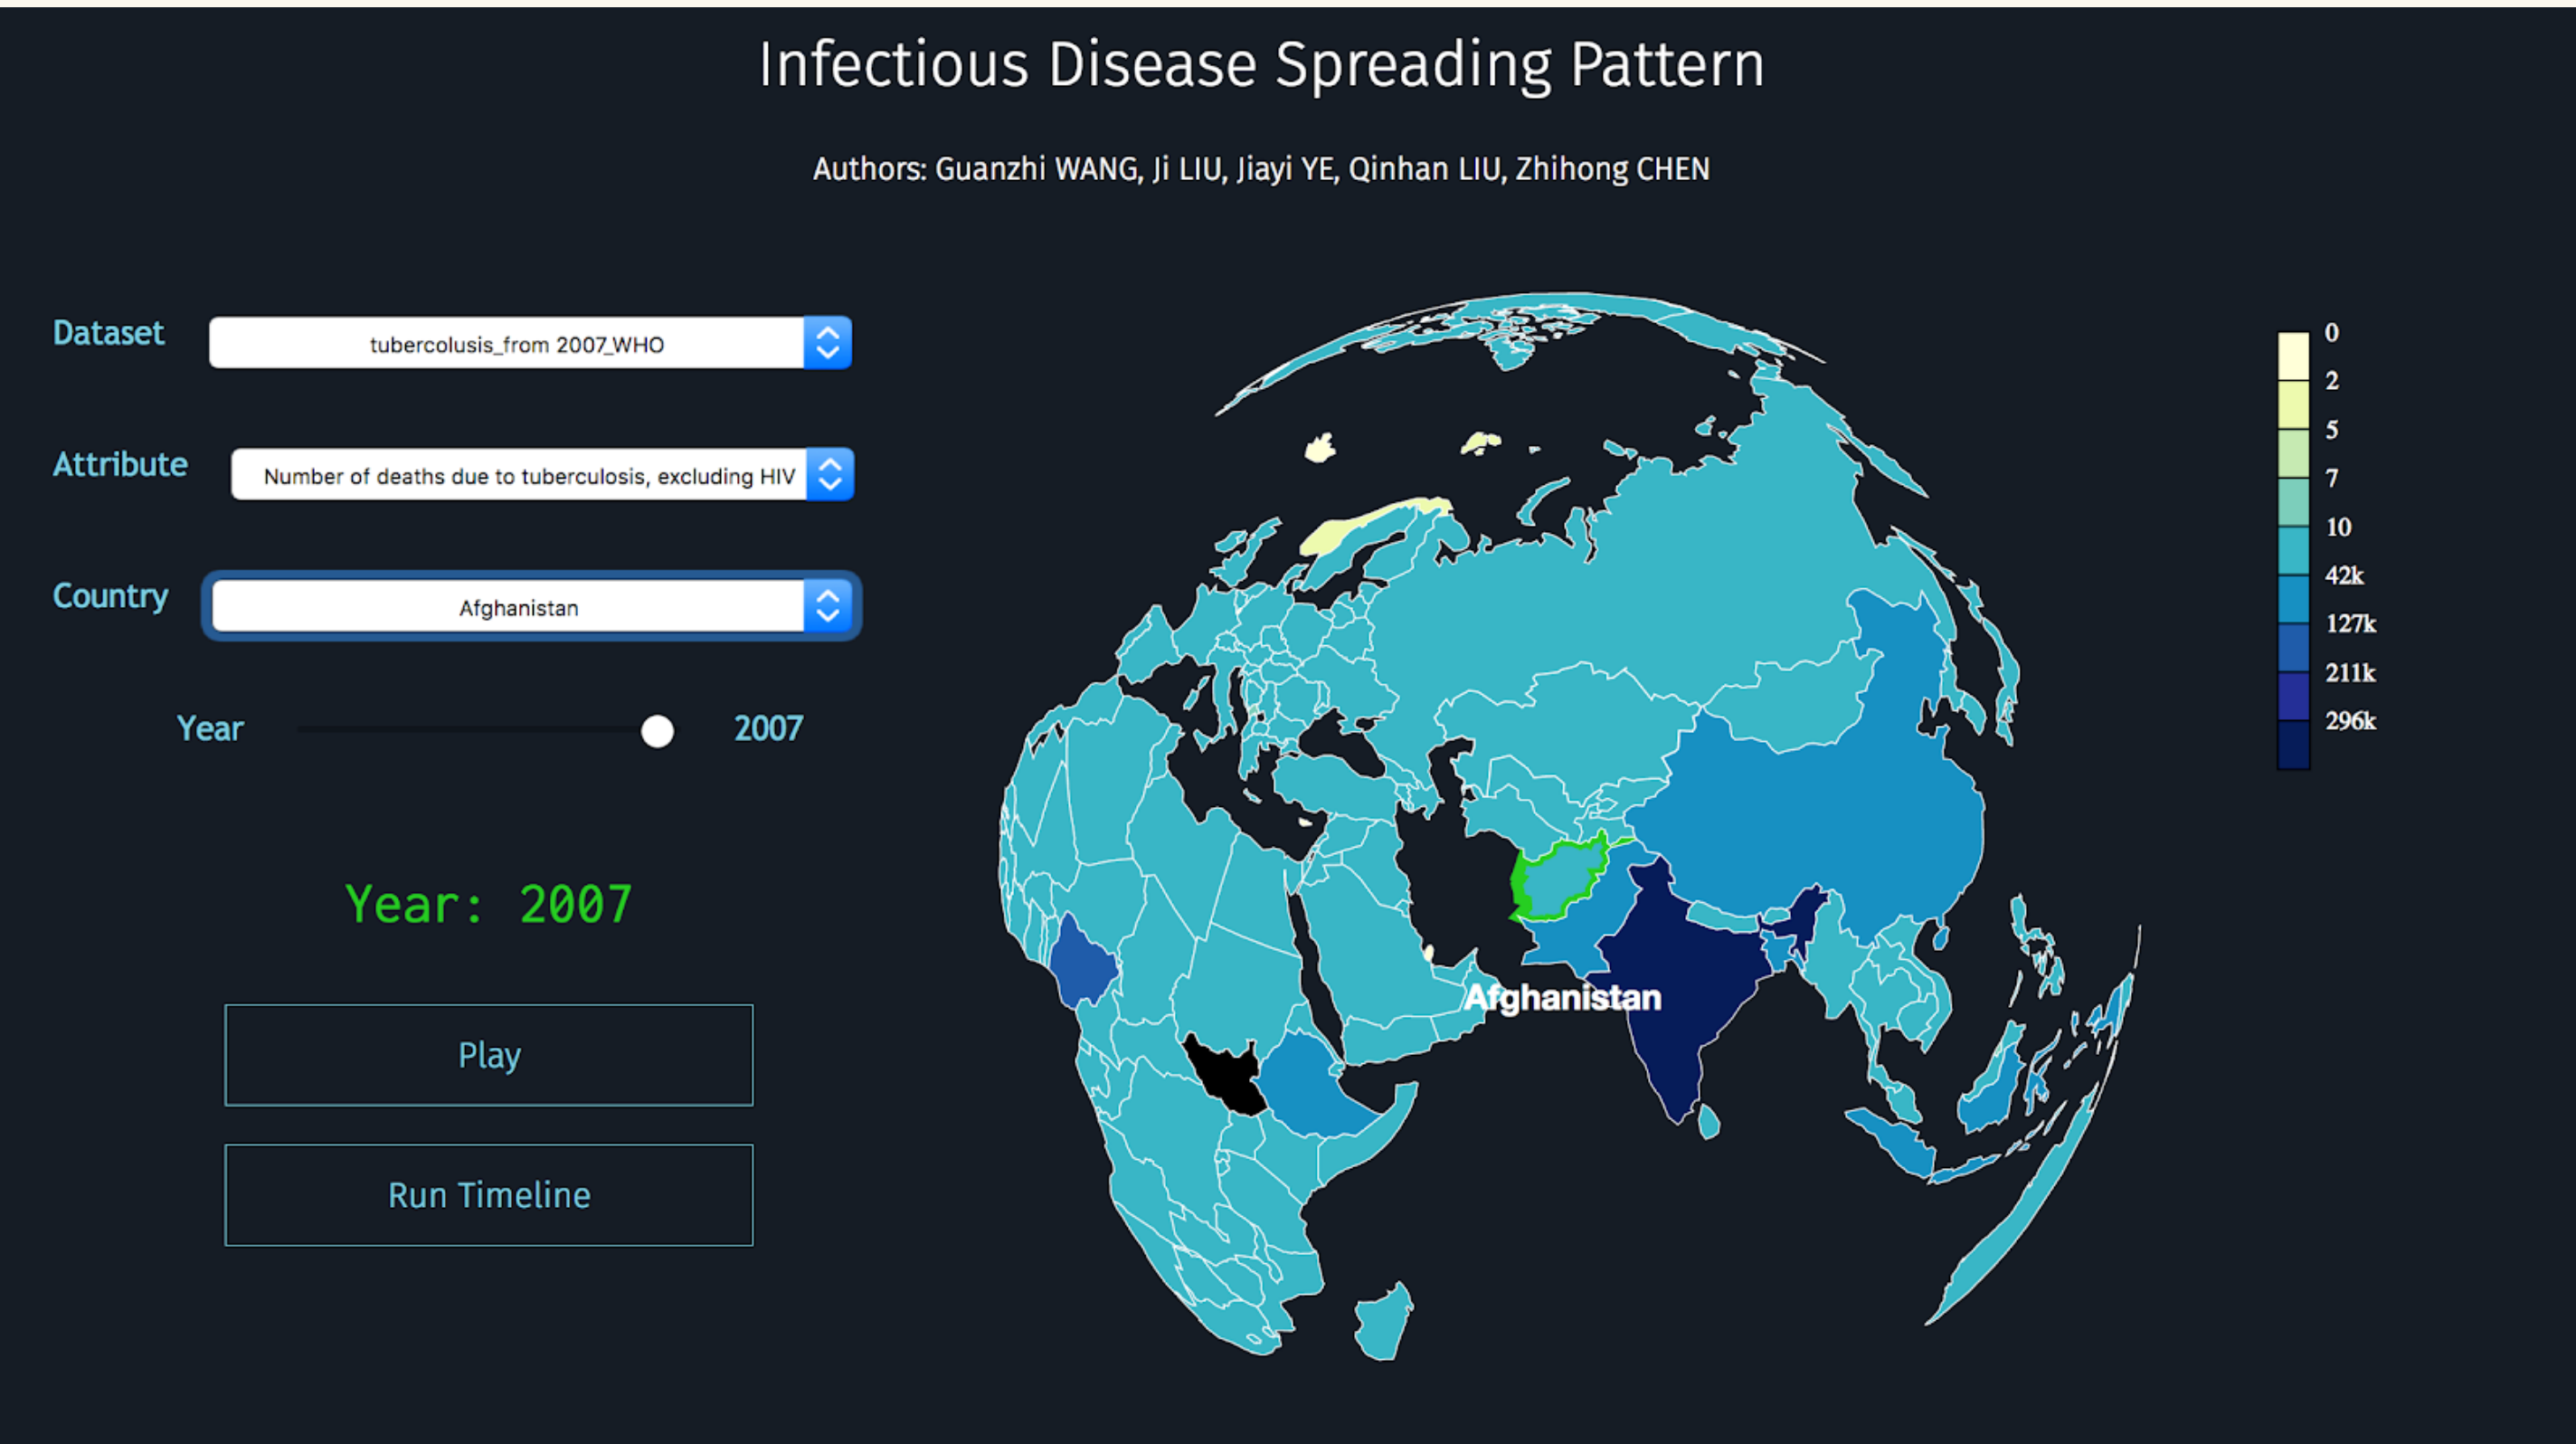 Infectious Disease Spreading Pattern
Authors: Guanzhi WANG, Ji LIU, Jiayi YE, Qinhan LIU, Zhihong CHEN
Dataset
tubercolusis_from 2007_WHO
Attribute
Number of deaths due to tuberculosis, excluding HIV
Country
Afghanistan
Year
2007
Year: 2007
Play
Run Timeline
Afghanistan
0
2
5
7
10
42k
127k
211k
296k